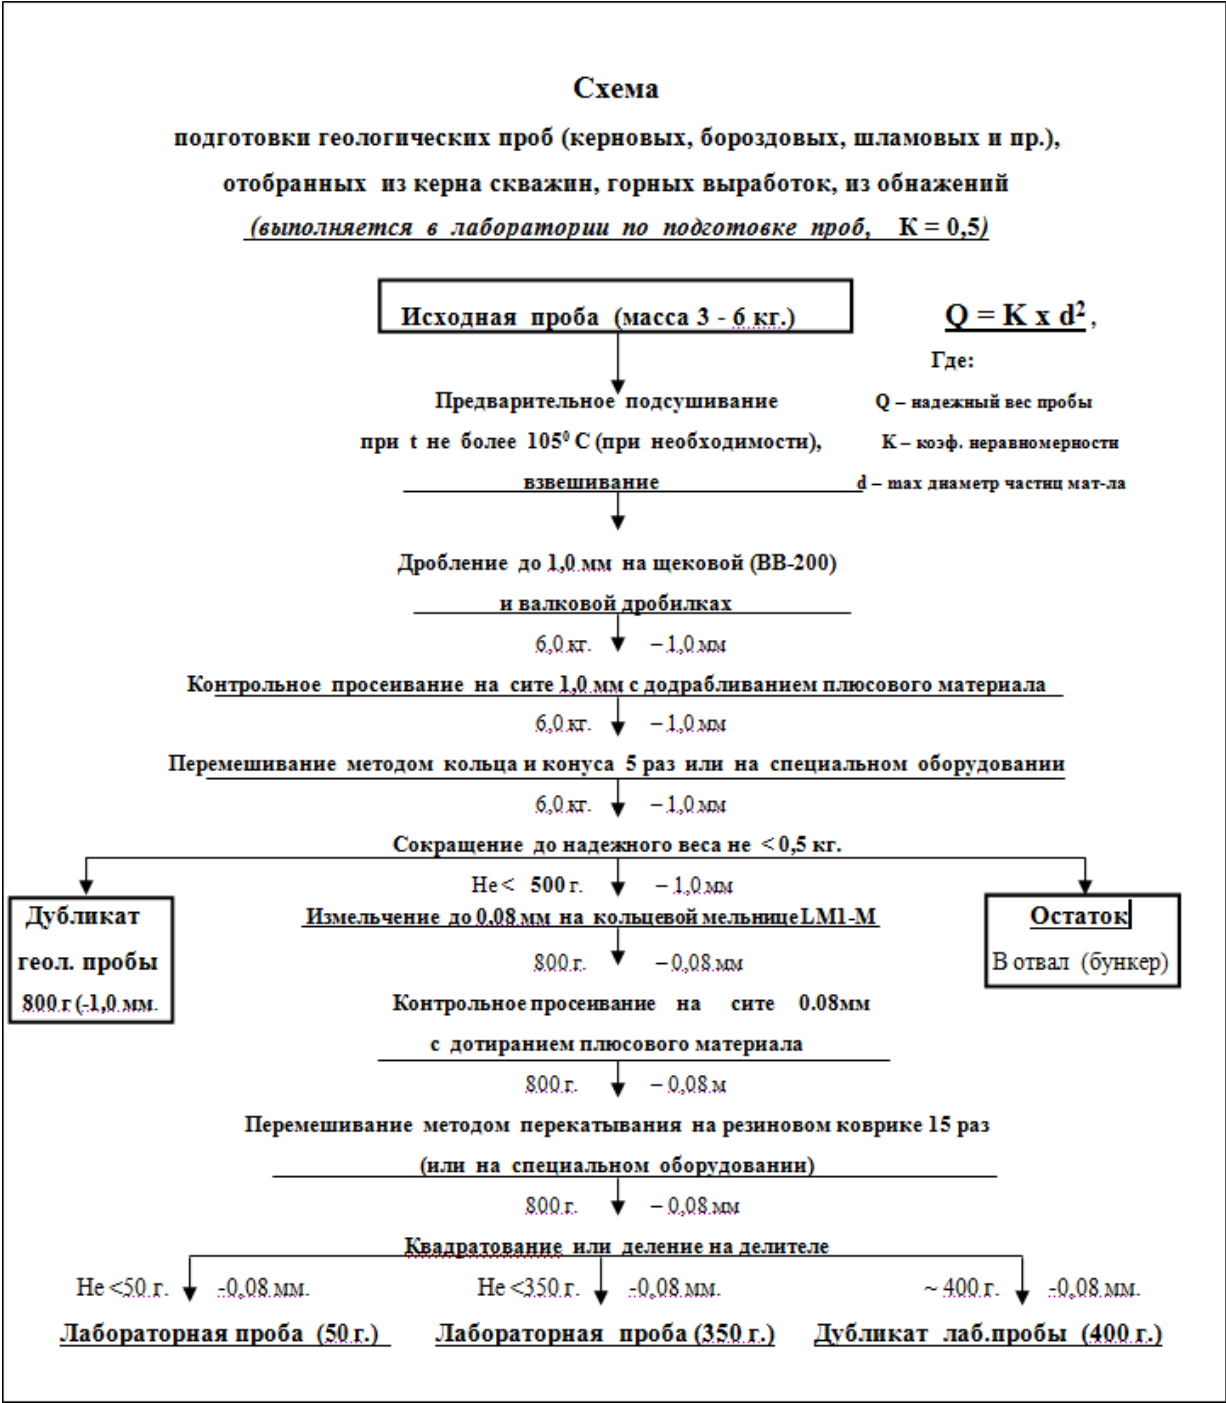 Схема
подготовки геологических проб (керновых, бороздовых, шламовых и пр.),
отобранных из керна скважин, горных выработок, из обнажений
(выполняется в лаборатории по подготовке проб, К = 0,5)
Исходная проба (масса 3 - 6 кг.)
Q = K x d²,
Где:
Предварительное подсушивание
Q – надежный вес пробы
при t не более 105⁰ С (при необходимости),
K – коэф. неравномерности
взвешивание
d – max диаметр частиц мат-ла
Дробление до 1,0 мм на щековой (ВВ-200)
и валковой дробилках
6,0 кг. – 1,0 мм
Контрольное просеивание на сите 1,0 мм с додрабливанием плюсового материала
6,0 кг. – 1,0 мм
Перемешивание методом кольца и конуса 5 раз или на специальном оборудовании
6,0 кг. – 1,0 мм
Сокращение до надежного веса не < 0,5 кг.
Не < 500 г. – 1,0 мм
Дубликат
геол. пробы
800 г (-1,0 мм.
Измельчение до 0,08 мм на кольцевой мельнице LM1-M
Остаток
В отвал (бункер)
800 г. – 0,08 мм
Контрольное просеивание на сите 0.08мм
с дотиранием плюсового материала
800 г. – 0,08 м
Перемешивание методом перекатывания на резиновом коврике 15 раз
(или на специальном оборудовании)
800 г. – 0,08 мм
Квадратование или деление на делителе
Не <50 г. -0,08 мм. Не <350 г. -0,08 мм. ~ 400 г. -0,08 мм.
Лабораторная проба (50 г.) Лабораторная проба (350 г.) Дубликат лаб.пробы (400 г.)